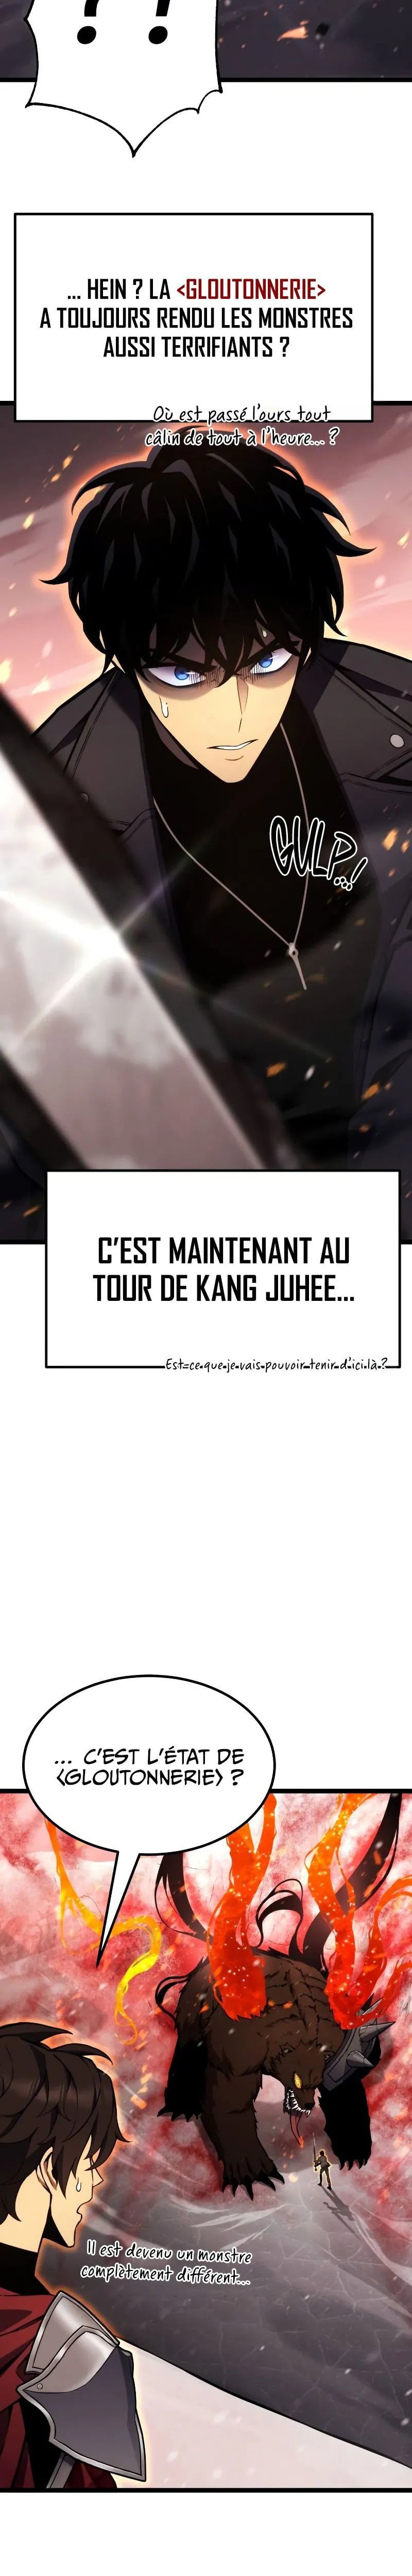 ? ?
... HEIN ? LA <GLOUTONNERIE>
A TOUJOURS RENDU LES MONSTRES
AUSSI TERRIFIANTS ?
Où est passé l'ours tout
câlin de tout à l'heure... ?
GULP...!
C'EST MAINTENANT AU
TOUR DE KANG JUHEE...
Est-ce que je vais pouvoir tenir d'ici là ?
... C'EST L'ÉTAT DE
<GLOUTONNERIE> ?
Il est devenu un monstre
complètement différent...